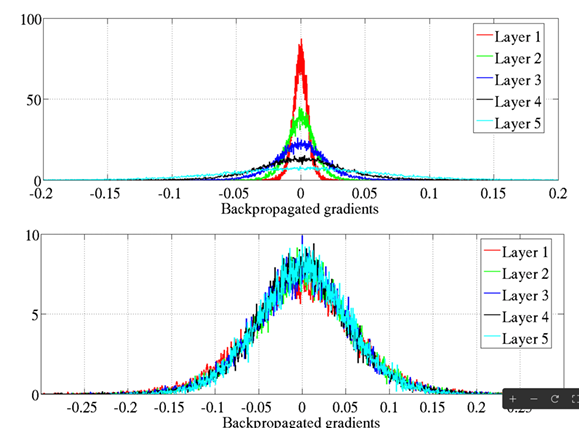 100
50
0
Layer 1
Layer 2
Layer 3
Layer 4
Layer 5
-0.2 -0.15 -0.1 -0.05 0 0.05 0.1 0.15 0.2
Backpropagated gradients
10
5
0
Layer 1
Layer 2
Layer 3
Layer 4
Layer 5
-0.25 -0.2 -0.15 -0.1 -0.05 0 0.05 0.1 0.15 0.2 0.25
Backpropagated gradients